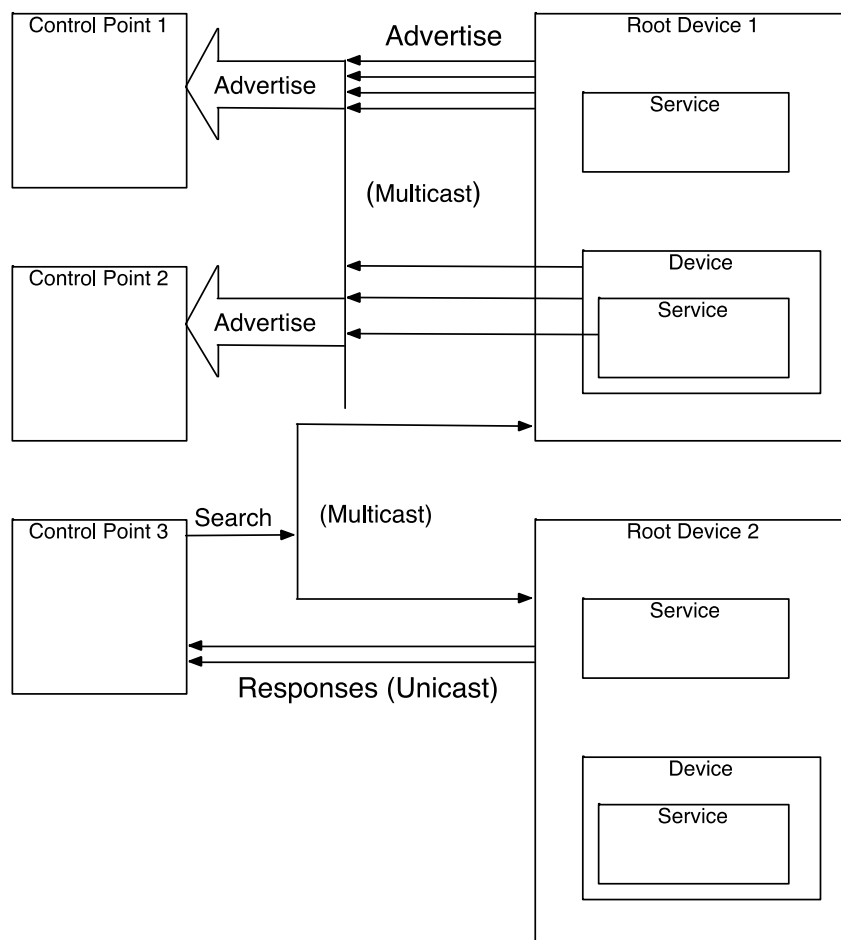 Control Point 1
Advertise
Root Device 1
Advertise
Service
(Multicast)
Control Point 2
Device
Advertise
Service
Control Point 3
Search
(Multicast)
Root Device 2
Service
Responses (Unicast)
Device
Service